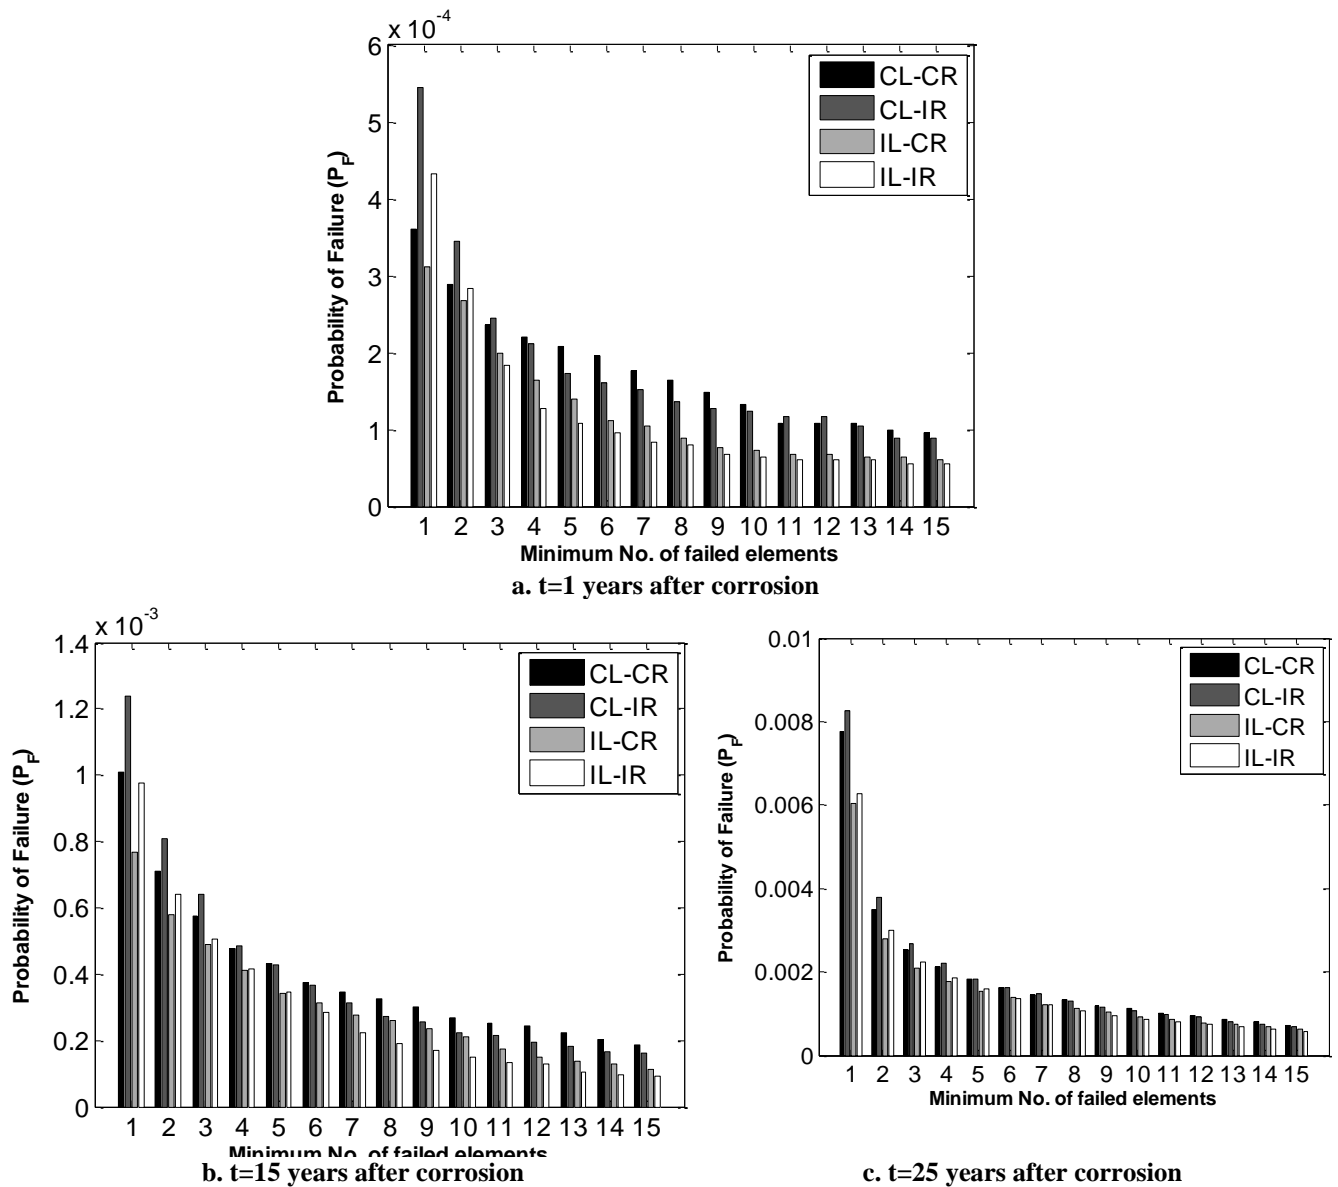 x 10^-4
6
5
4
3
2
1
0
Probability of Failure (P_F)
CL-CR
CL-IR
IL-CR
IL-IR
1 2 3 4 5 6 7 8 9 10 11 12 13 14 15
Minimum No. of failed elements
a. t=1 years after corrosion
x 10^-3
1.4
1.2
1
0.8
0.6
0.4
0.2
0
Probability of Failure (P_F)
CL-CR
CL-IR
IL-CR
IL-IR
1 2 3 4 5 6 7 8 9 10 11 12 13 14 15
Minimum No. of failed elements
b. t=15 years after corrosion
0.01
0.008
0.006
0.004
0.002
0
Probability of Failure (P_F)
CL-CR
CL-IR
IL-CR
IL-IR
1 2 3 4 5 6 7 8 9 10 11 12 13 14 15
Minimum No. of failed elements
c. t=25 years after corrosion